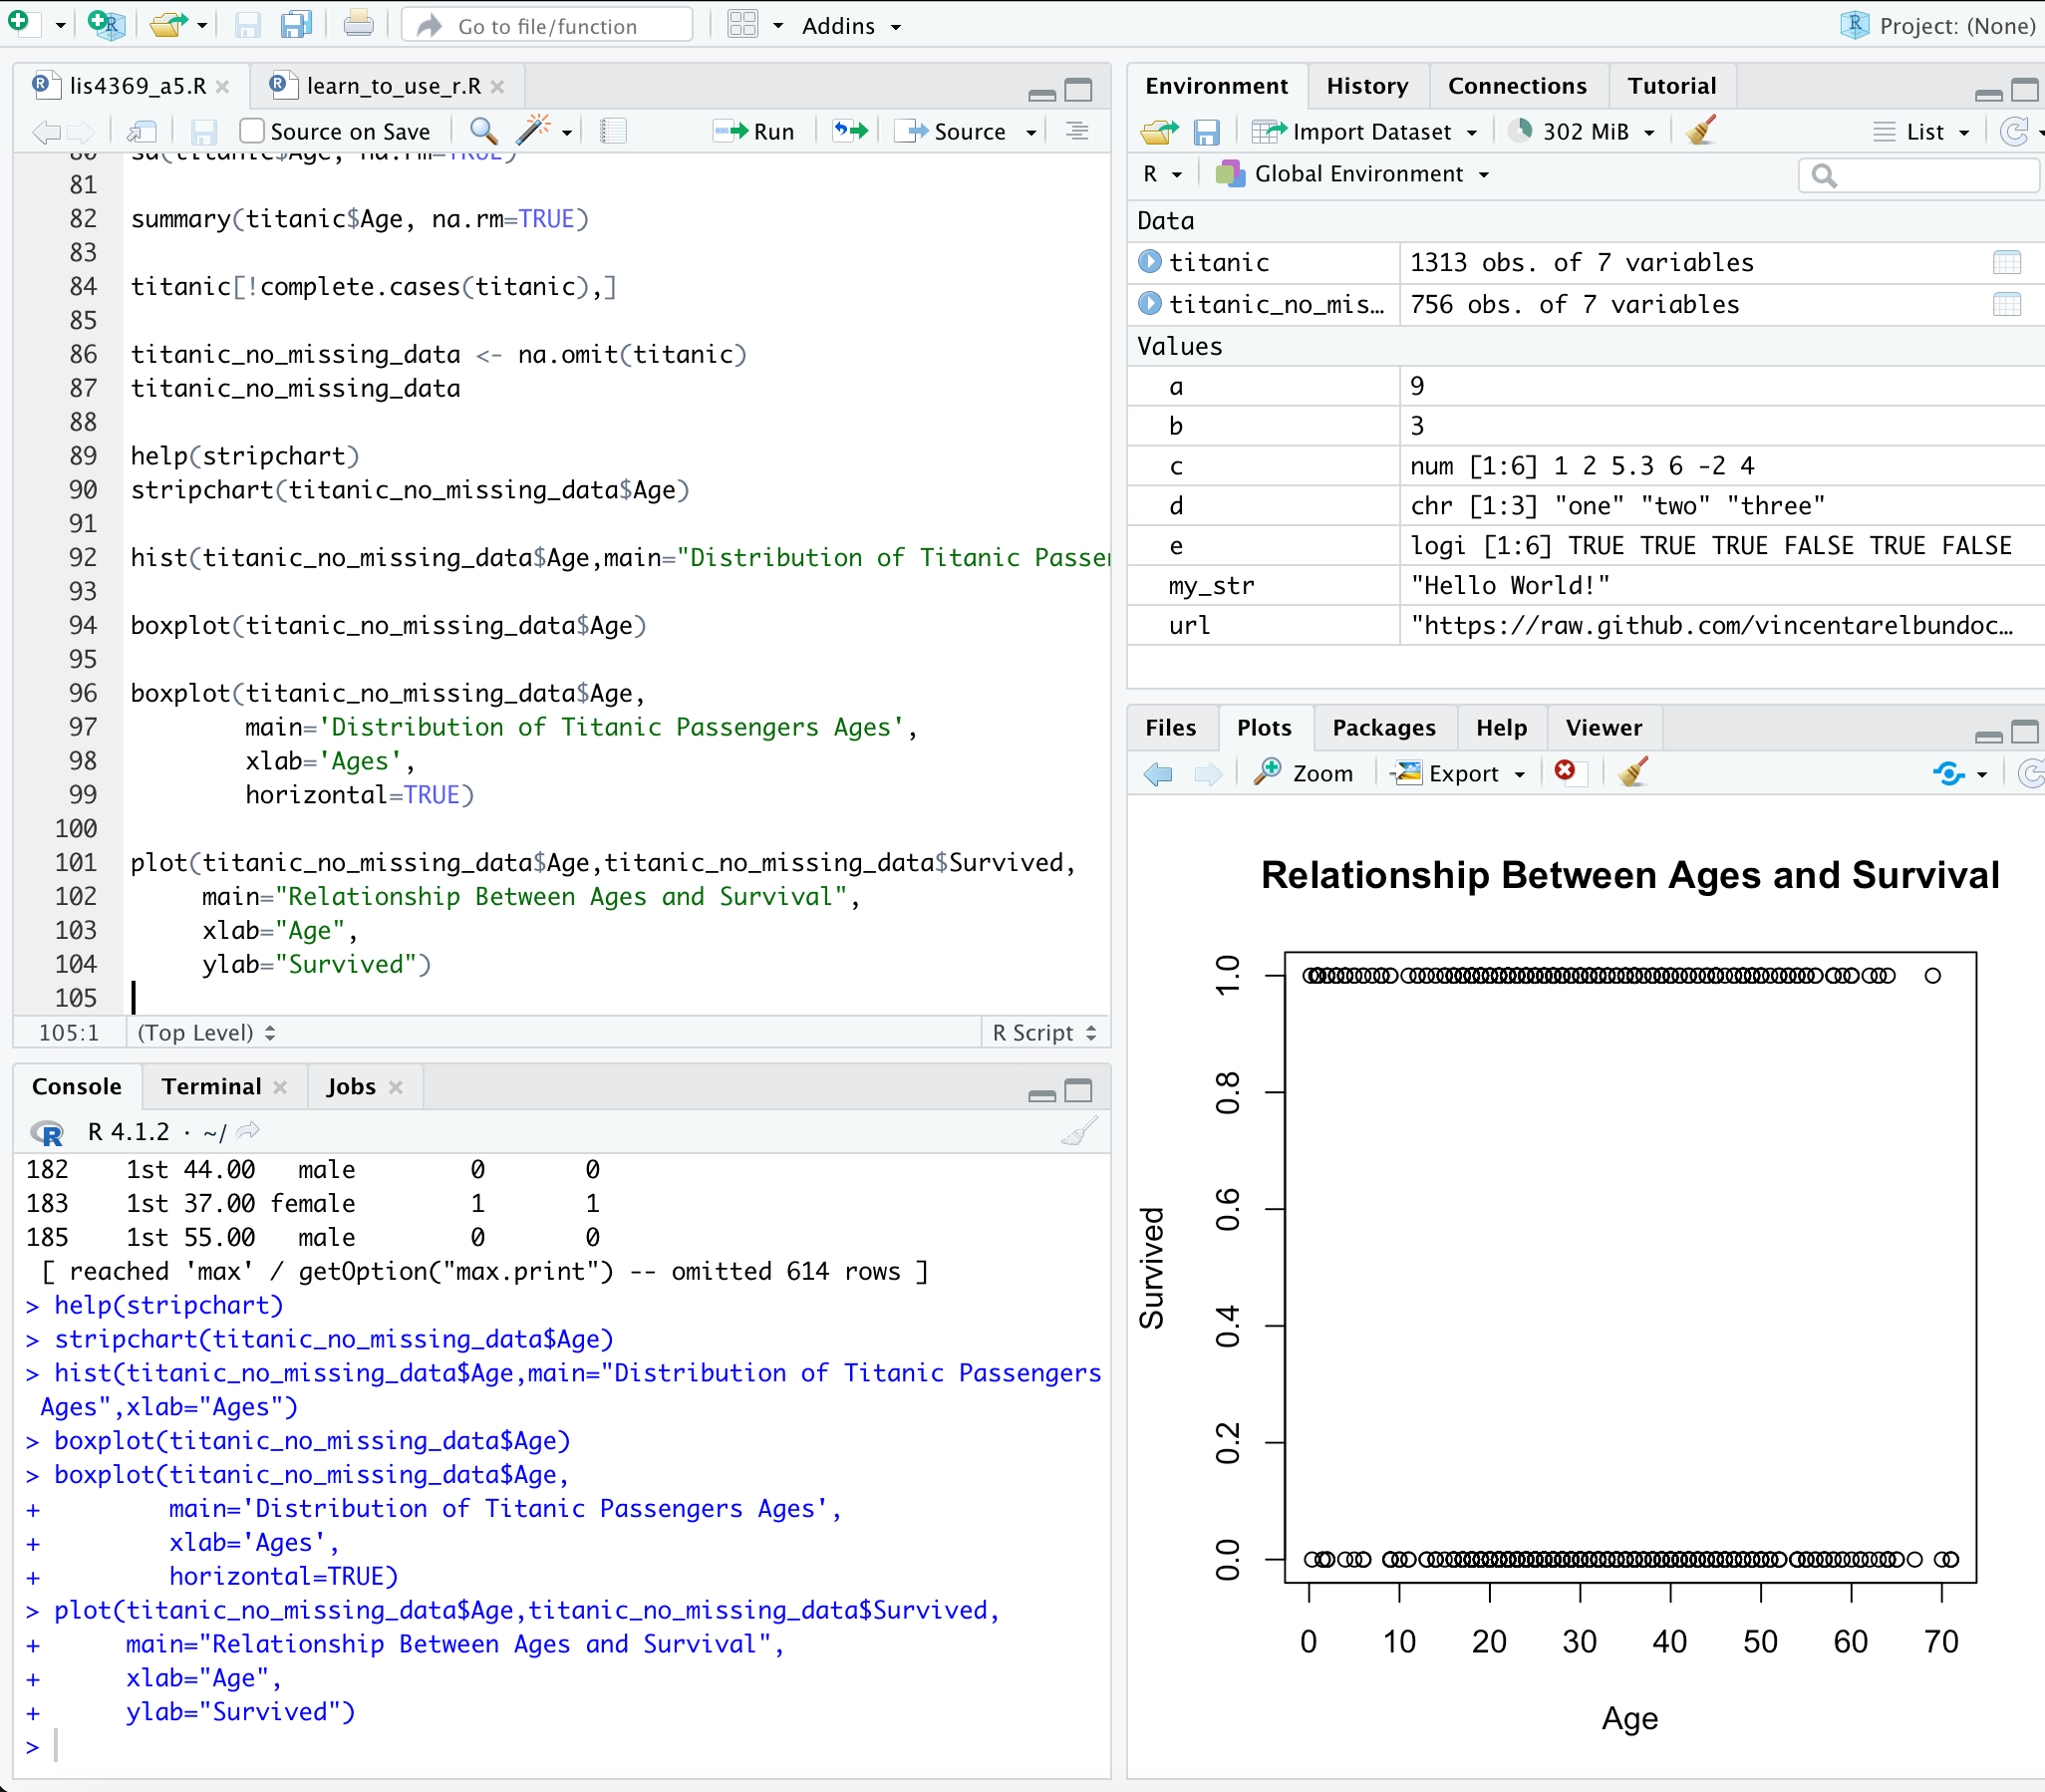 Go to file/function
Addins
Project: (None)
lis4369_a5.R
learn_to_use_r.R
Source on Save
Run
Source
80 sd(titanic$Age, na.rm=TRUE)
81
82 summary(titanic$Age, na.rm=TRUE)
83
84 titanic[!complete.cases(titanic),]
85
86 titanic_no_missing_data <- na.omit(titanic)
87 titanic_no_missing_data
88
89 help(stripchart)
90 stripchart(titanic_no_missing_data$Age)
91
92 hist(titanic_no_missing_data$Age,main="Distribution of Titanic Passen
93
94 boxplot(titanic_no_missing_data$Age)
95
96 boxplot(titanic_no_missing_data$Age,
97 main='Distribution of Titanic Passengers Ages',
98 xlab='Ages',
99 horizontal=TRUE)
100
101 plot(titanic_no_missing_data$Age,titanic_no_missing_data$Survived,
102 main="Relationship Between Ages and Survival",
103 xlab="Age",
104 ylab="Survived")
105
105:1 (Top Level) R Script
Console Terminal Jobs
R 4.1.2 · ~/
182 1st 44.00 male 0 0
183 1st 37.00 female 1 1
185 1st 55.00 male 0 0
[ reached 'max' / getOption("max.print") -- omitted 614 rows ]
> help(stripchart)
> stripchart(titanic_no_missing_data$Age)
> hist(titanic_no_missing_data$Age,main="Distribution of Titanic Passengers
Ages",xlab="Ages")
> boxplot(titanic_no_missing_data$Age)
> boxplot(titanic_no_missing_data$Age,
+ main='Distribution of Titanic Passengers Ages',
+ xlab='Ages',
+ horizontal=TRUE)
> plot(titanic_no_missing_data$Age,titanic_no_missing_data$Survived,
+ main="Relationship Between Ages and Survival",
+ xlab="Age",
+ ylab="Survived")
>
Environment History Connections Tutorial
Import Dataset 302 MiB List
R Global Environment
Data
titanic 1313 obs. of 7 variables
titanic_no_mis… 756 obs. of 7 variables
Values
a 9
b 3
c num [1:6] 1 2 5.3 6 -2 4
d chr [1:3] "one" "two" "three"
e logi [1:6] TRUE TRUE TRUE FALSE TRUE FALSE
my_str "Hello World!"
url "https://raw.github.com/vincentarelbundoc…
Files Plots Packages Help Viewer
Zoom Export
Relationship Between Ages and Survival
1.0
0.8
0.6
0.4
0.2
0.0
Survived
0 10 20 30 40 50 60 70
Age